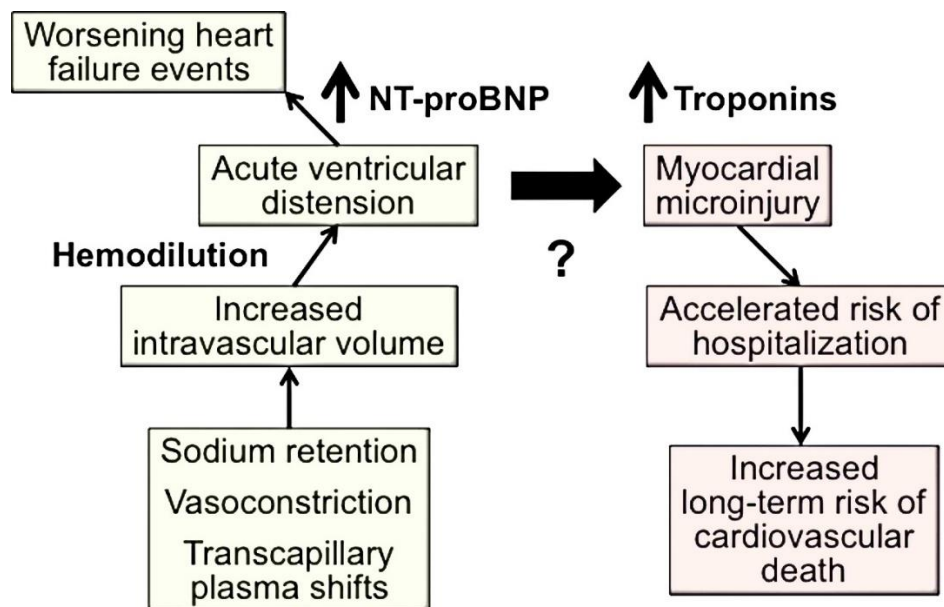 Worsening heart
failure events
NT-proBNP
Troponins
Acute ventricular
distension
Myocardial
microinjury
Hemodilution
?
Increased
intravascular volume
Accelerated risk of
hospitalization
Sodium retention
Vasoconstriction
Transcapillary
plasma shifts
Increased
long-term risk of
cardiovascular
death